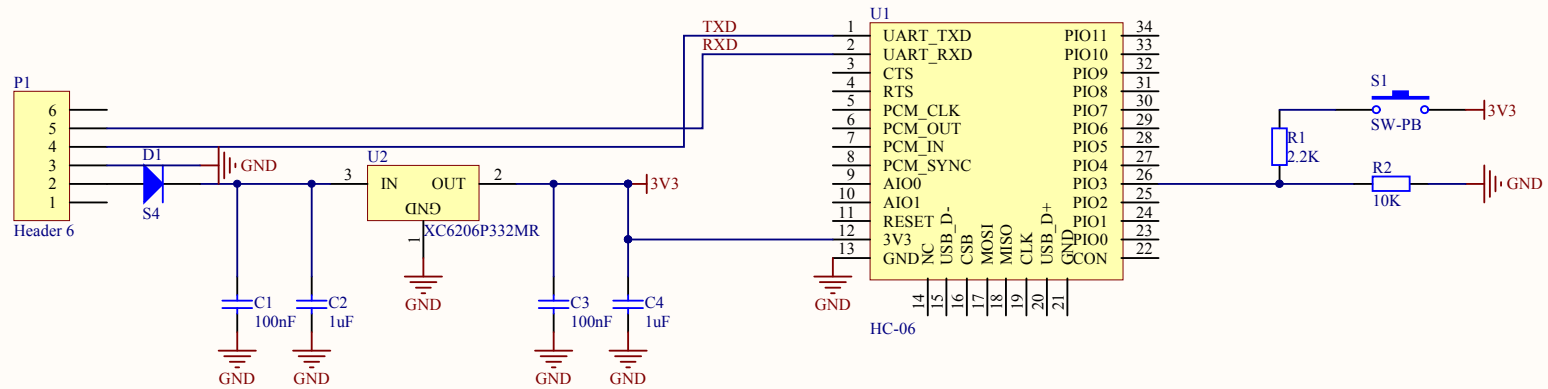 U1
TXD
RXD
1
2
3
4
5
6
7
8
9
10
11
12
13
UART_TXD
UART_RXD
CTS
RTS
PCM_CLK
PCM_OUT
PCM_IN
PCM_SYNC
AIO0
AIO1
RESET
3V3
GND
PIO11
PIO10
PIO9
PIO8
PIO7
PIO6
PIO5
PIO4
PIO3
PIO2
PIO1
PIO0
CON
34
33
32
31
30
29
28
27
26
25
24
23
22
NC
USB_D-
CSB
MOSI
MISO
CLK
USB_D+
GND
14
15
16
17
18
19
20
21
HC-06
P1
6
5
4
3
2
1
Header 6
D1
S4
GND
U2
3
IN
OUT
2
GND
1
XC6206P332MR
GND
3V3
GND
C1
100nF
GND
C2
1uF
GND
C3
100nF
GND
C4
1uF
GND
S1
SW-PB
3V3
R1
2.2K
R2
10K
GND